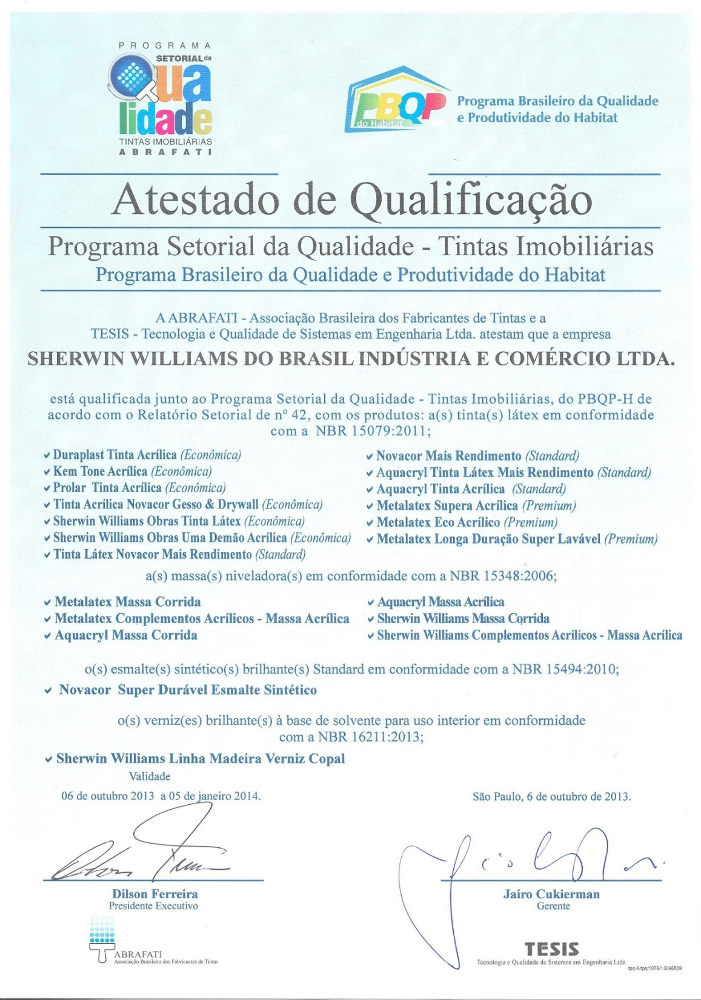 PROGRAMA
SETORIAL da
Qualidade
TINTAS IMOBILIÁRIAS
ABRAFATI
PBQP
do Habitat
Programa Brasileiro da Qualidade
e Produtividade do Habitat
Atestado de Qualificação
Programa Setorial da Qualidade - Tintas Imobiliárias
Programa Brasileiro da Qualidade e Produtividade do Habitat
A ABRAFATI - Associação Brasileira dos Fabricantes de Tintas e a
TESIS - Tecnologia e Qualidade de Sistemas em Engenharia Ltda. atestam que a empresa
SHERWIN WILLIAMS DO BRASIL INDÚSTRIA E COMÉRCIO LTDA.
está qualificada junto ao Programa Setorial da Qualidade - Tintas Imobiliárias, do PBQP-H de
acordo com o Relatório Setorial de nº 42, com os produtos: a(s) tinta(s) látex em conformidade
com a NBR 15079:2011;
Duraplast Tinta Acrílica (Econômica)
Kem Tone Acrílica (Econômica)
Prolar Tinta Acrílica (Econômica)
Tinta Acrílica Novacor Gesso & Drywall (Econômica)
Sherwin Williams Obras Tinta Látex (Econômica)
Sherwin Williams Obras Uma Demão Acrílica (Econômica)
Tinta Látex Novacor Mais Rendimento (Standard)
Novacor Mais Rendimento (Standard)
Aquacryl Tinta Látex Mais Rendimento (Standard)
Aquacryl Tinta Acrílica (Standard)
Metalatex Supera Acrílica (Premium)
Metalatex Eco Acrílico (Premium)
Metalatex Longa Duração Super Lavável (Premium)
a(s) massa(s) niveladora(s) em conformidade com a NBR 15348:2006;
Metalatex Massa Corrida
Metalatex Complementos Acrílicos - Massa Acrílica
Aquacryl Massa Corrida
Aquacryl Massa Acrílica
Sherwin Williams Massa Corrida
Sherwin Williams Complementos Acrílicos - Massa Acrílica
o(s) esmalte(s) sintético(s) brilhante(s) Standard em conformidade com a NBR 15494:2010;
Novacor Super Durável Esmalte Sintético
o(s) verniz(es) brilhante(s) à base de solvente para uso interior em conformidade
com a NBR 16211:2013;
Sherwin Williams Linha Madeira Verniz Copal
Validade
06 de outubro 2013 a 05 de janeiro 2014.
São Paulo, 6 de outubro de 2013.
Dilson Ferreira
Presidente Executivo
Jairo Cukierman
Gerente
ABRAFATI
Associação Brasileira dos Fabricantes de Tintas
TESIS
Tecnologia e Qualidade de Sistemas em Engenharia Ltda.
tpq-9/tpq/1076/13098509